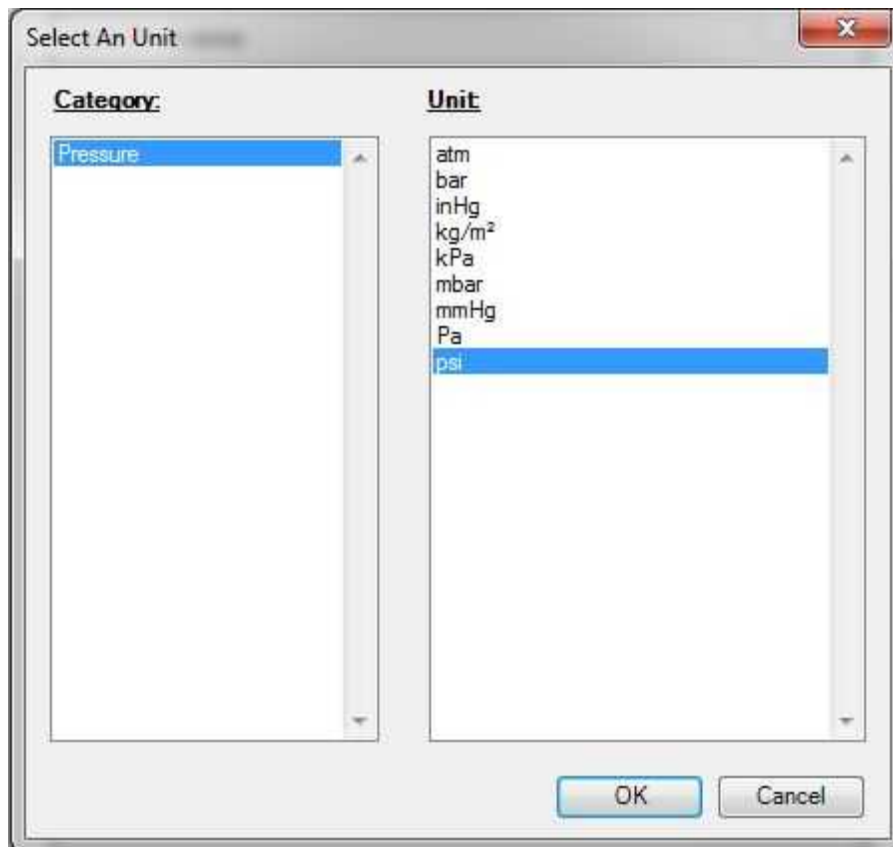 Select An Unit
Category:
Unit:
Pressure
atm
bar
inHg
kg/m²
kPa
mbar
mmHg
Pa
psi
OK
Cancel